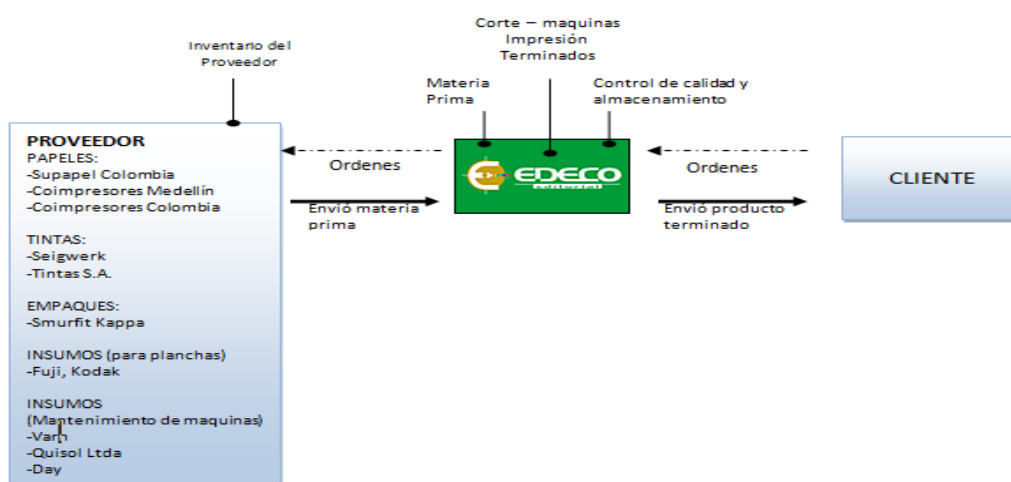 Corte – maquinas
Impresión
Terminados
Inventario del
Proveedor
Materia
Prima
Control de calidad y
almacenamiento
PROVEEDOR
PAPELES:
-Supapel Colombia
-Coimpresores Medellín
-Coimpresores Colombia
TINTAS:
-Seigwerk
-Tintas S.A.
EMPAQUES:
-Smurfit Kappa
INSUMOS (para planchas)
-Fuji, Kodak
INSUMOS
(Mantenimiento de maquinas)
-Varn
-Quisol Ltda
-Day
Ordenes
Envió materia
prima
EDECO
editorial
Ordenes
Envió producto
terminado
CLIENTE